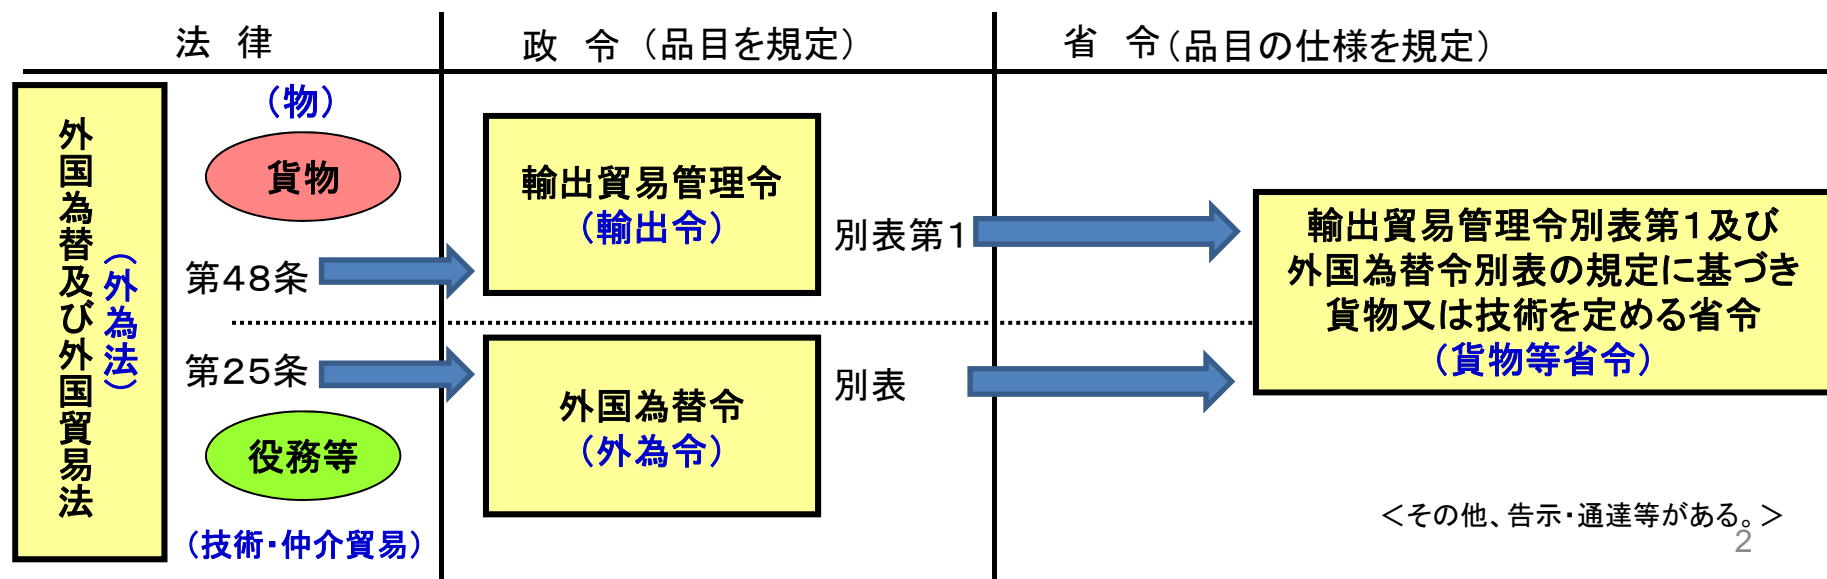 法　律
政　令（品目を規定）
省　令（品目の仕様を規定）
外国為替及び外国貿易法
（外為法）
（物）
貨物
第４８条
第２５条
役務等
（技術・仲介貿易）
輸出貿易管理令
（輸出令）
別表第１
外国為替令
（外為令）
別表
輸出貿易管理令別表第１及び
外国為替令別表の規定に基づき
貨物又は技術を定める省令
（貨物等省令）
＜その他、告示・通達等がある。＞
2